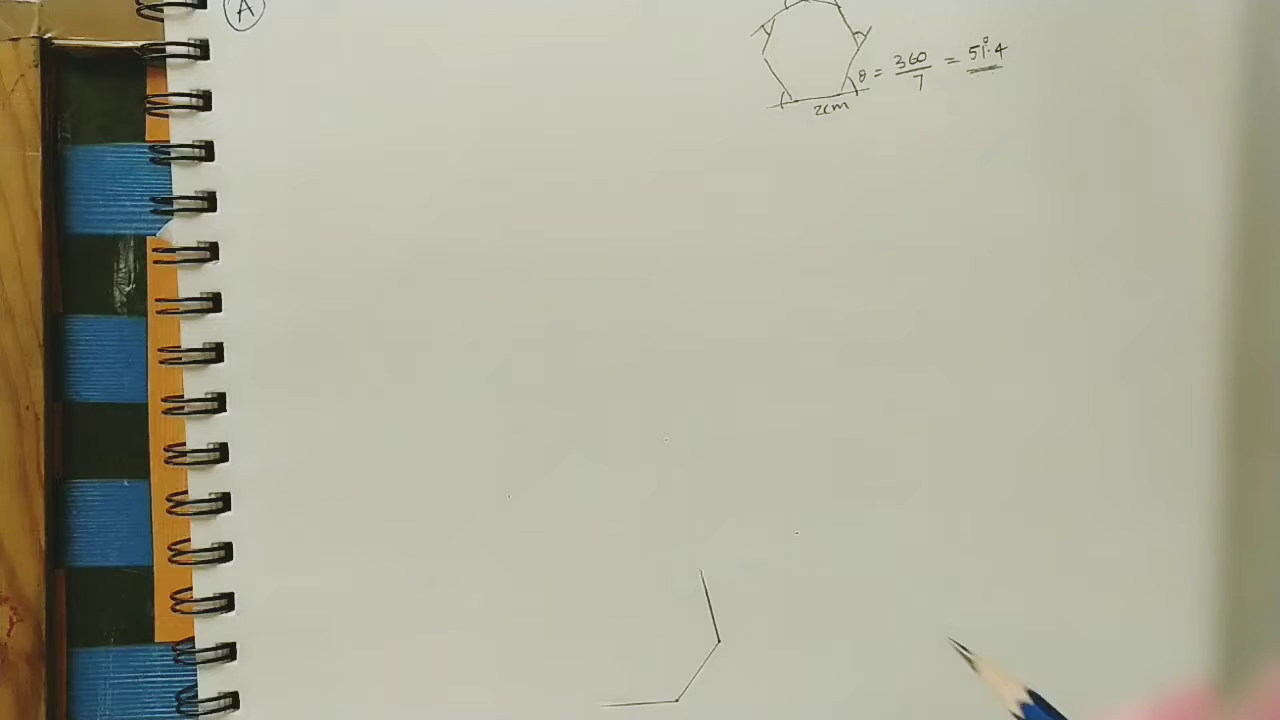 A
θ = 360/7 = 51.4°
2cm